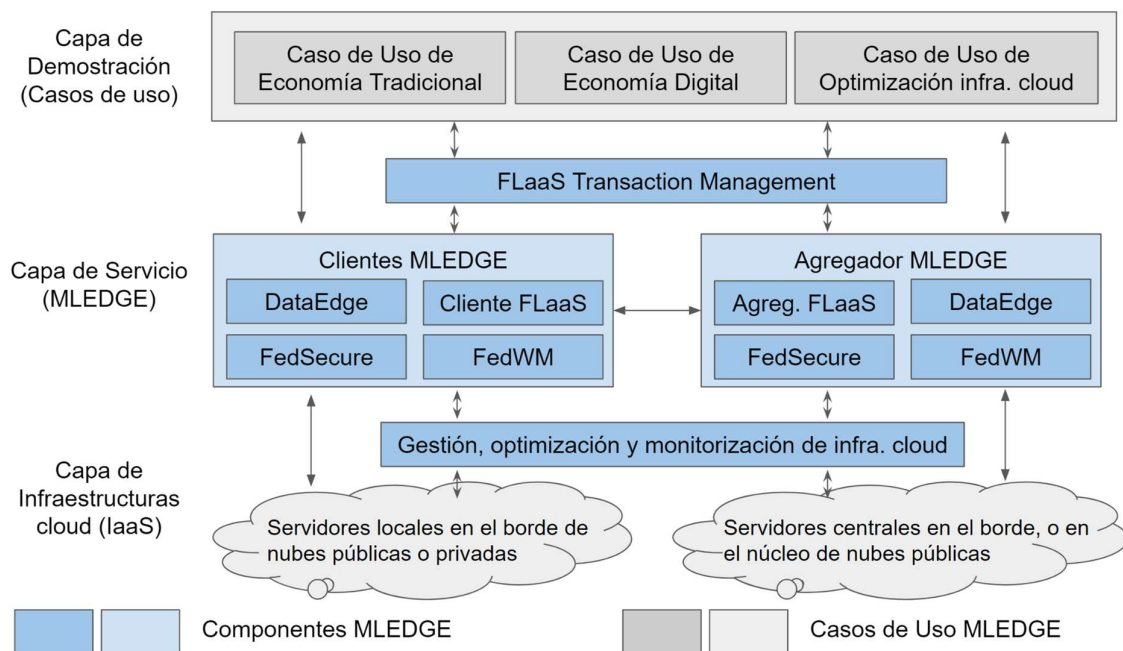 Capa de
Demostración
(Casos de uso)
Caso de Uso de
Economía Tradicional
Caso de Uso de
Economía Digital
Caso de Uso de
Optimización infra. cloud
FLaaS Transaction Management
Capa de Servicio
(MLEDGE)
Clientes MLEDGE
DataEdge
Cliente FLaaS
FedSecure
FedWM
Agregador MLEDGE
Agreg. FLaaS
DataEdge
FedSecure
FedWM
Gestión, optimización y monitorización de infra. cloud
Capa de
Infraestructuras
cloud (IaaS)
Servidores locales en el borde de
nubes públicas o privadas
Servidores centrales en el borde, o en
el núcleo de nubes públicas
Componentes MLEDGE
Casos de Uso MLEDGE